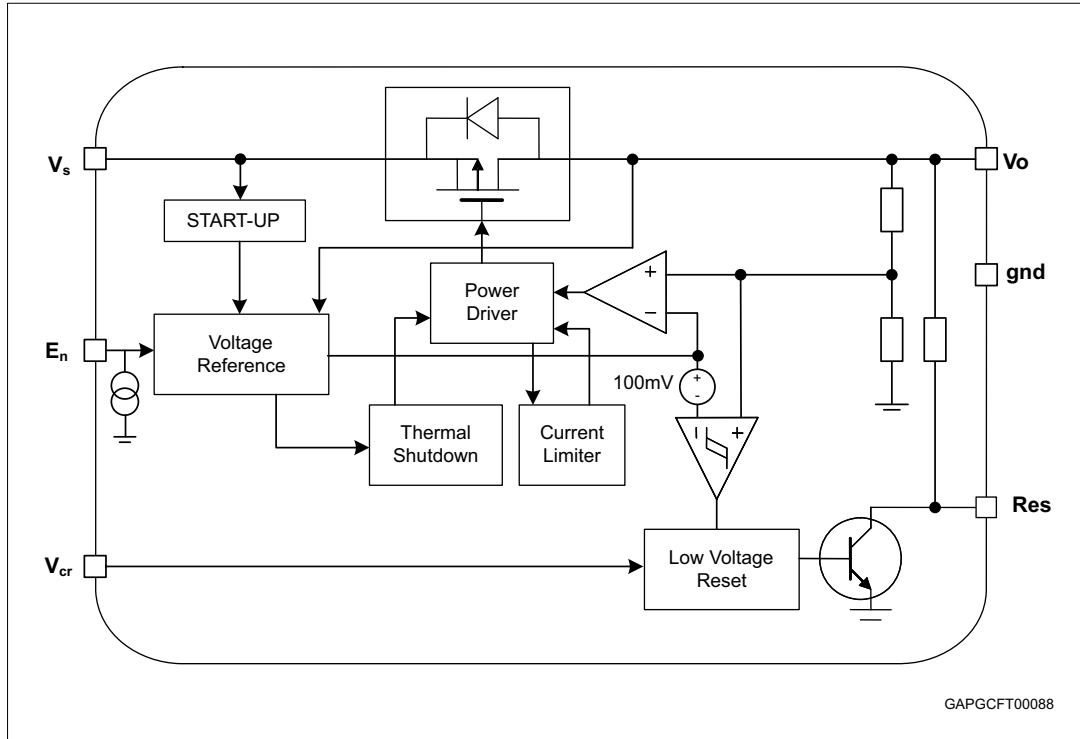 Vs
Vo
START-UP
gnd
Power
Driver
+
−
En
Voltage
Reference
100mV
+
-
Thermal
Shutdown
Current
Limiter
−
+
Res
Vcr
Low Voltage
Reset
GAPGCFT00088